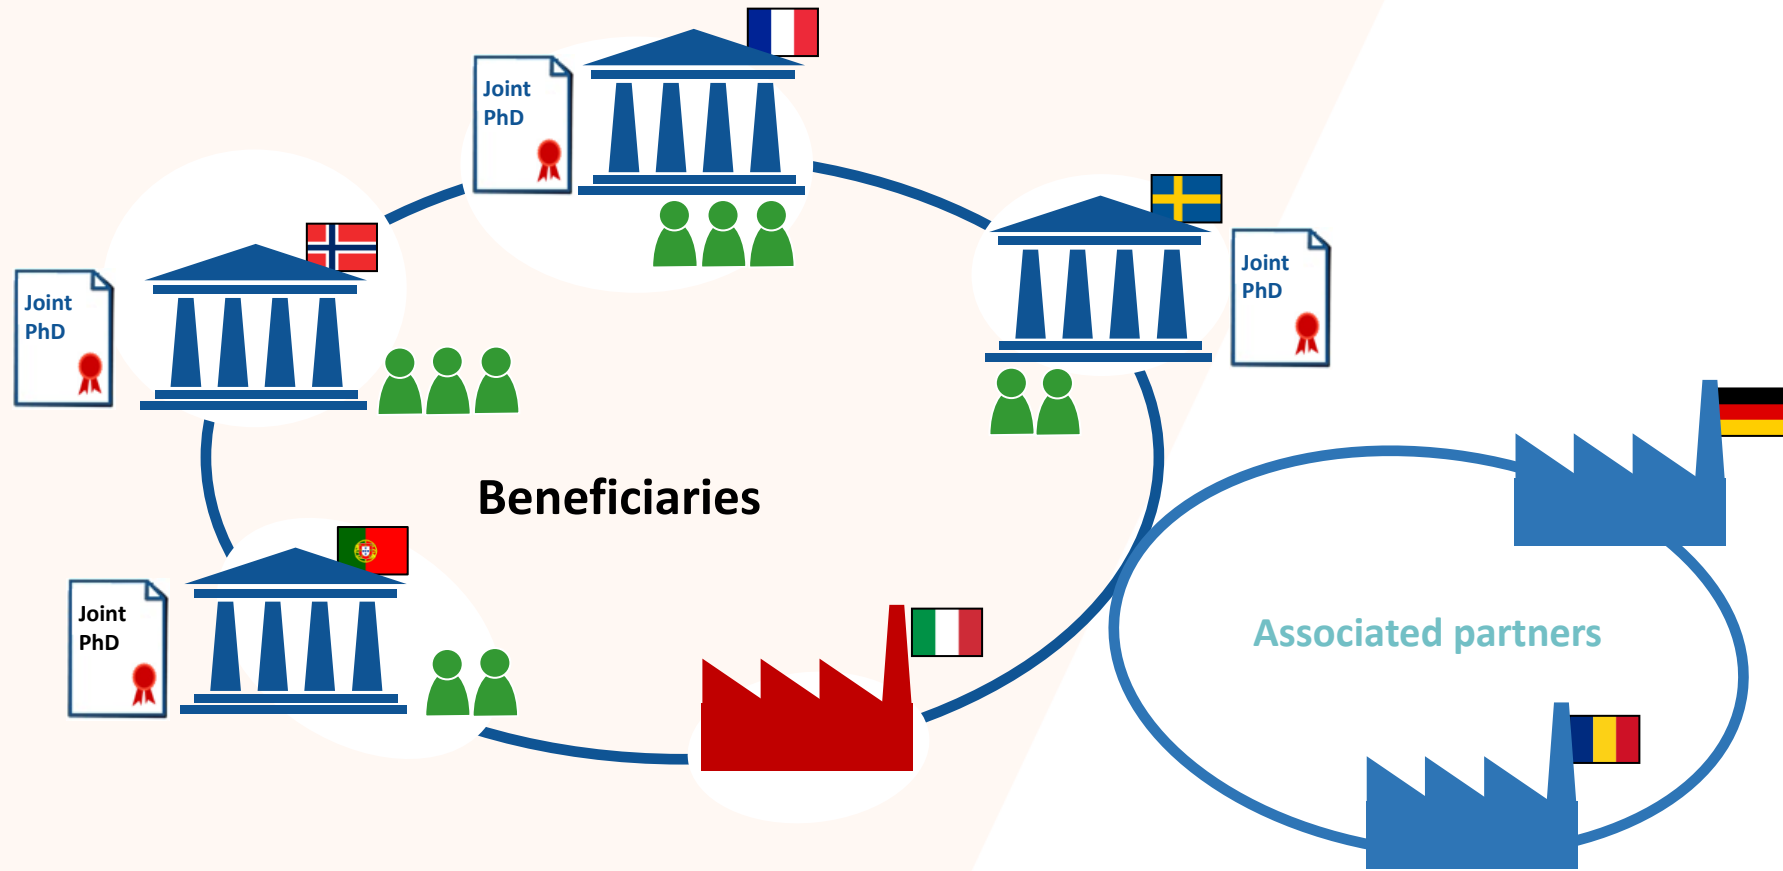 Joint
PhD
Joint
PhD
Joint
PhD
Beneficiaries
Joint
PhD
Associated partners